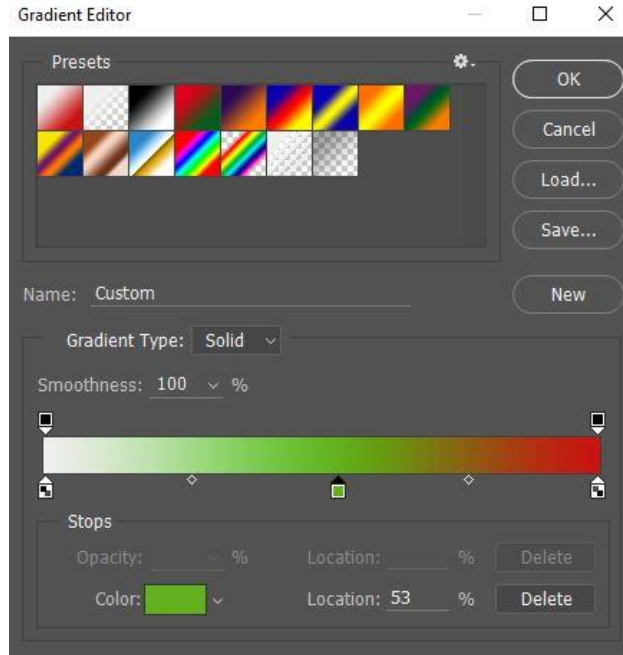 Gradient Editor
Presets
OK
Cancel
Load...
Save...
Name: Custom
New
Gradient Type: Solid
Smoothness: 100 %
Stops
Opacity: % Location: % Delete
Color: Location: 53 % Delete